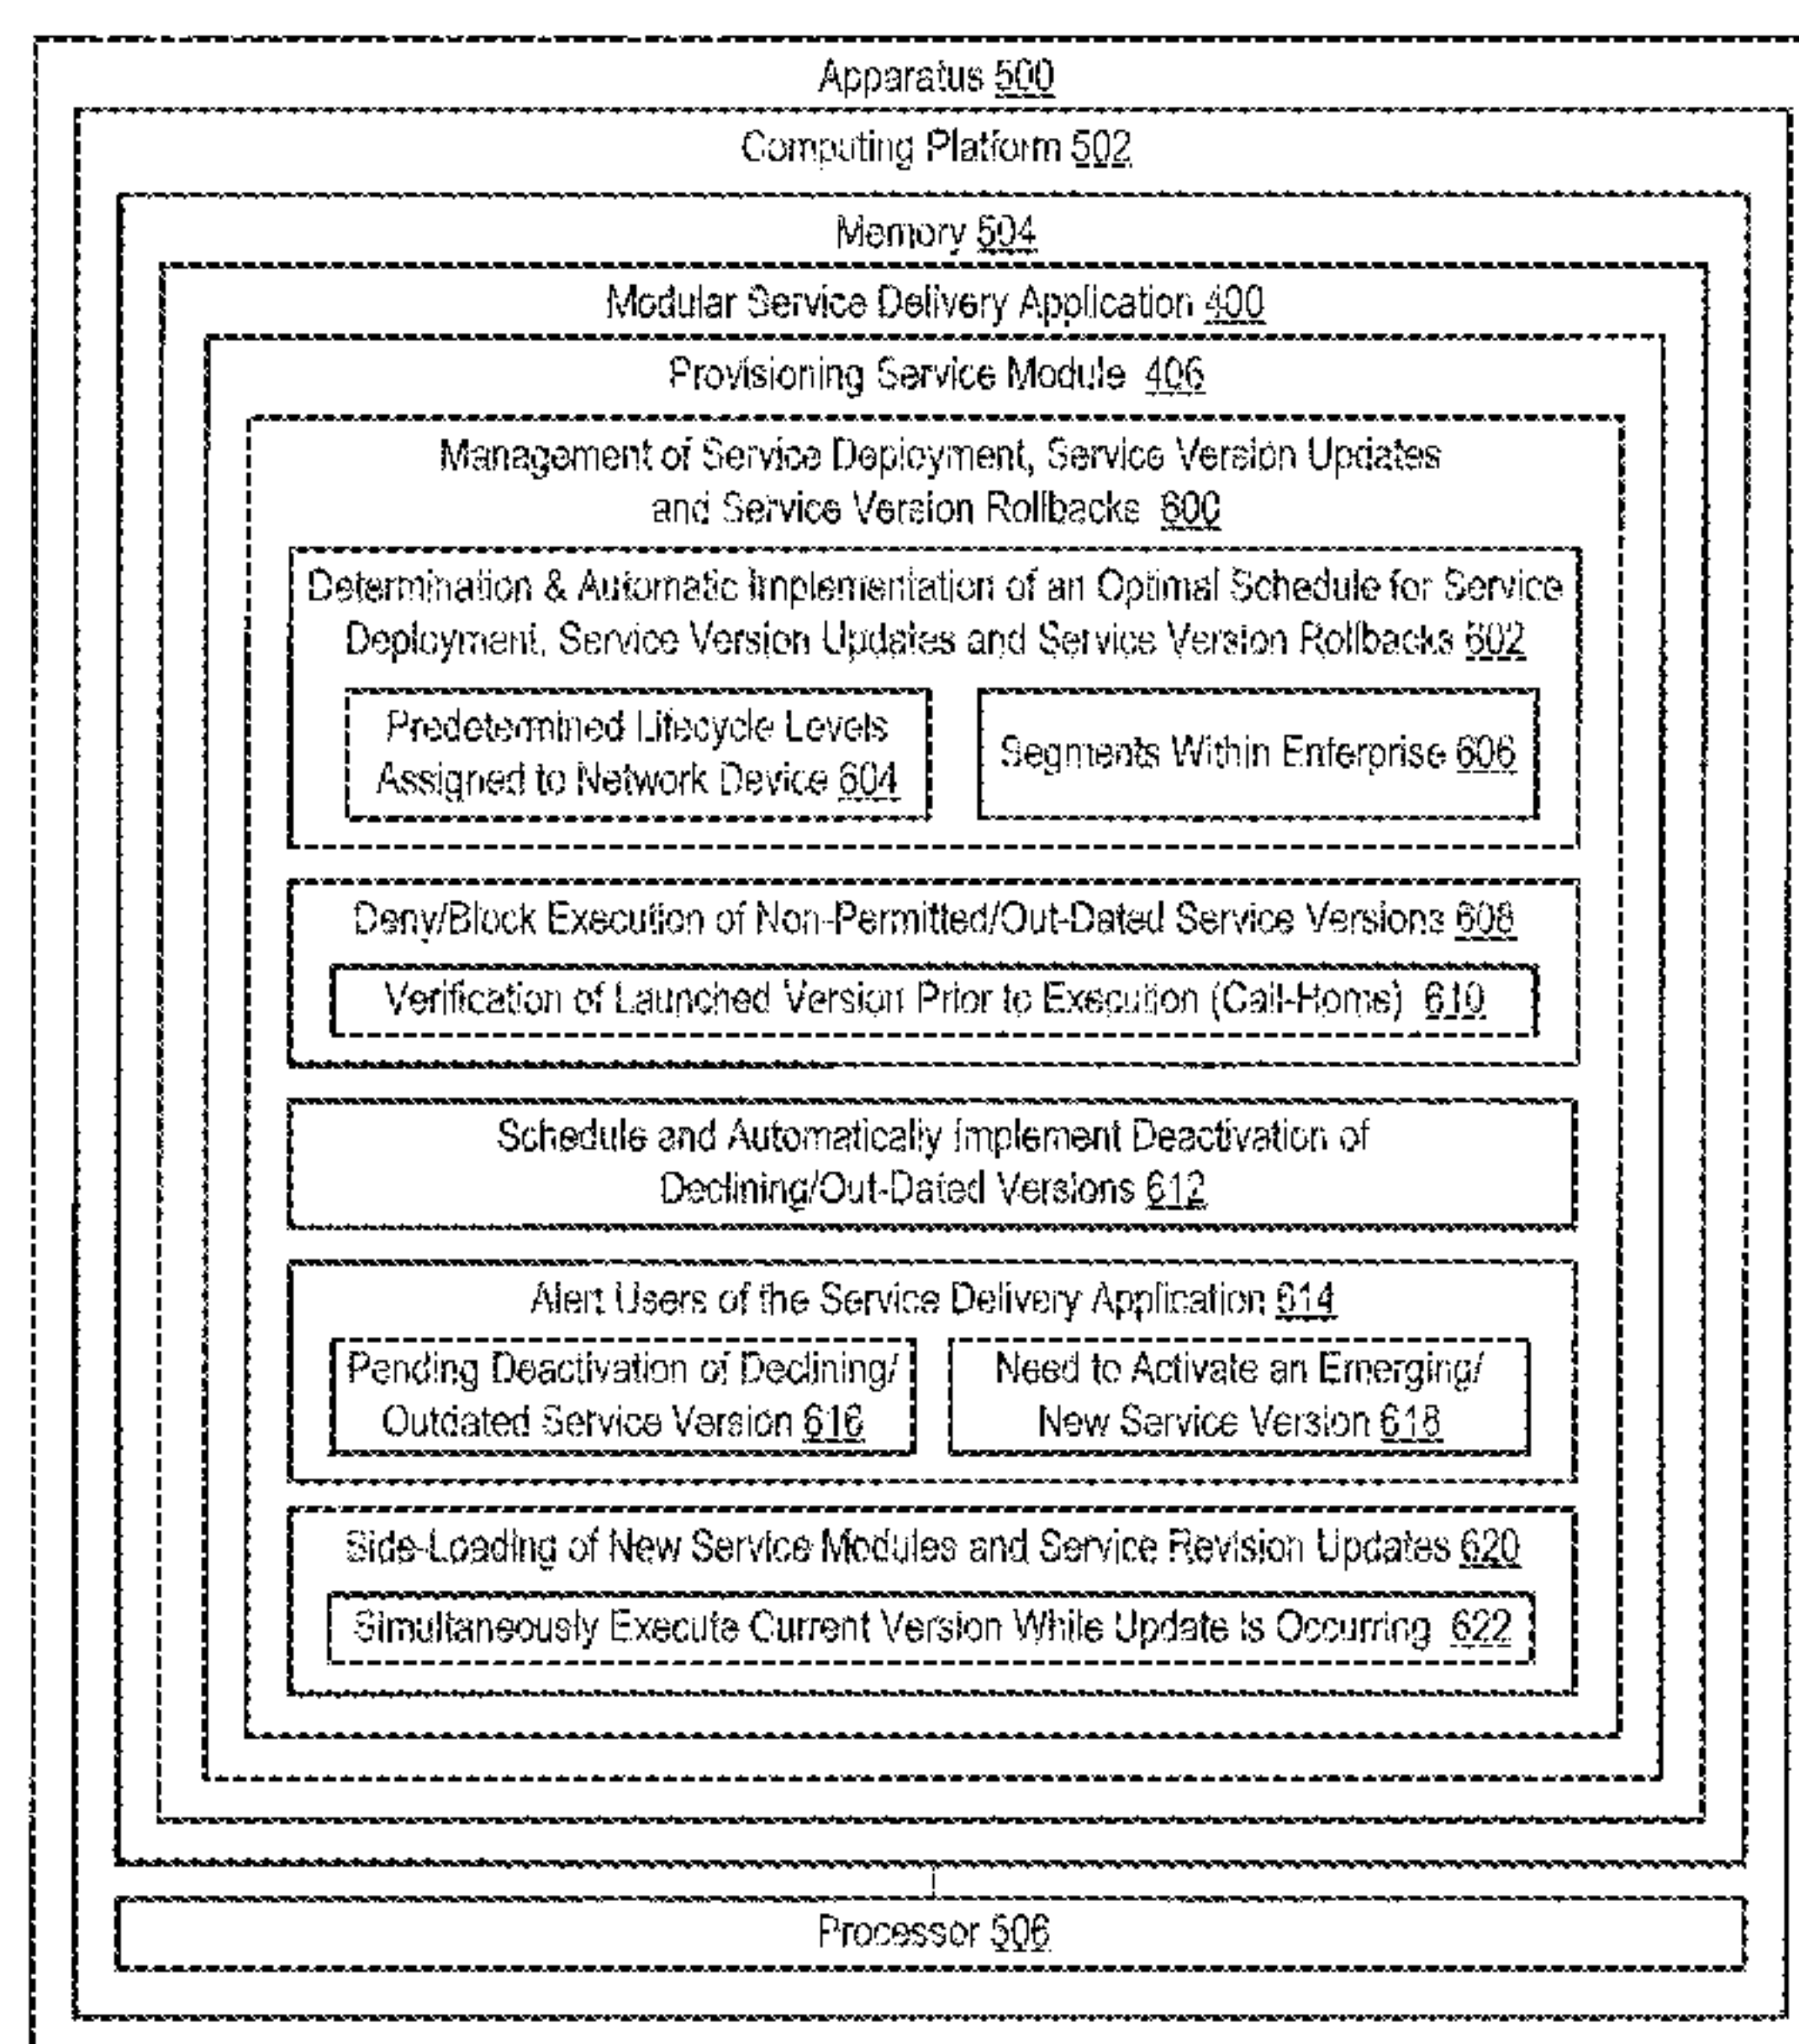 Apparatus 500
Computing Platform 502
Memory 504
Modular Service Delivery Application 400
Provisioning Service Module 406
Management of Service Deployment, Service Version Updates
and Service Version Rollbacks 600
Determination & Automatic Implementation of an Optimal Schedule for Service
Deployment, Service Version Updates and Service Version Rollbacks 602
Predetermined Lifecycle Levels
Assigned to Network Device 604
Segments Within Enterprise 606
Deny/Block Execution of Non-Permitted/Out-Dated Service Versions 608
Verification of Launched Version Prior to Execution (Call-Home) 610
Schedule and Automatically Implement Deactivation of
Declining/Out-Dated Versions 612
Alert Users of the Service Delivery Application 614
Pending Deactivation of Declining/
Outdated Service Version 616
Need to Activate an Emerging/
New Service Version 618
Side-Loading of New Service Modules and Service Revision Updates 620
Simultaneously Execute Current Version While Update is Occurring 622
Processor 506